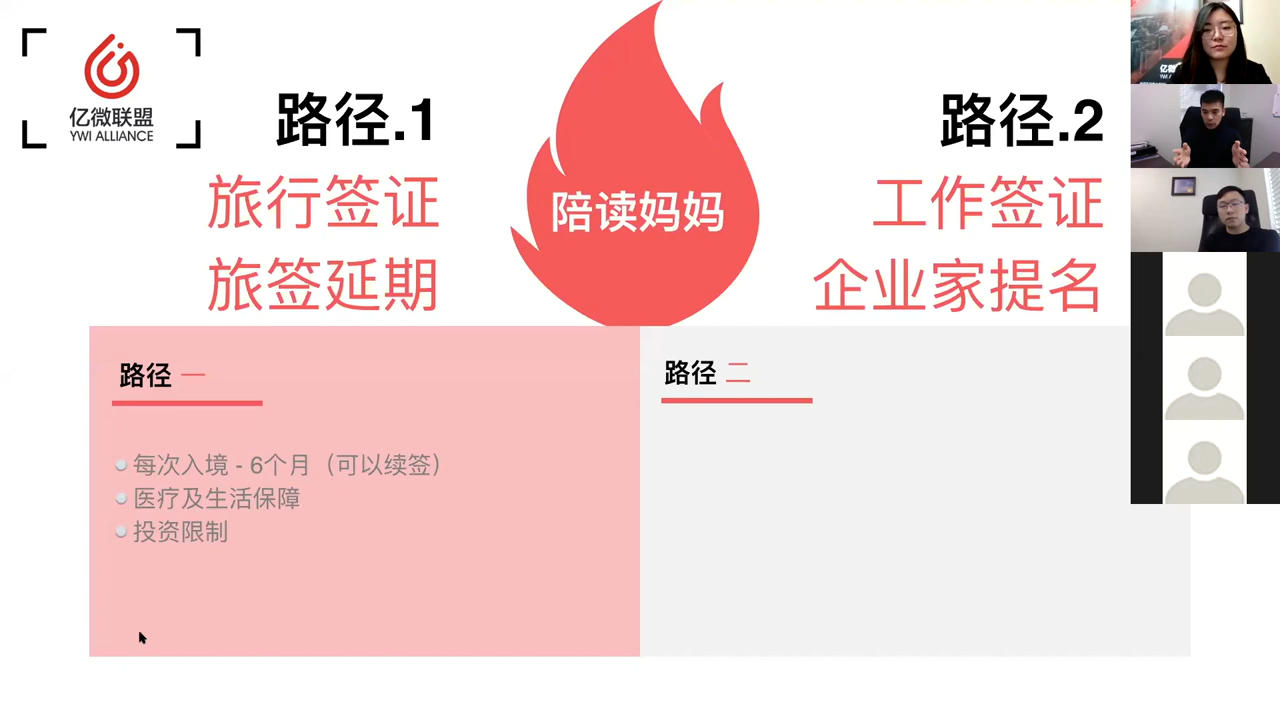 亿微联盟
YWI ALLIANCE
路径.1
旅行签证
旅签延期
陪读妈妈
路径.2
工作签证
企业家提名
路径 一
每次入境 - 6个月（可以续签）
医疗及生活保障
投资限制
路径 二